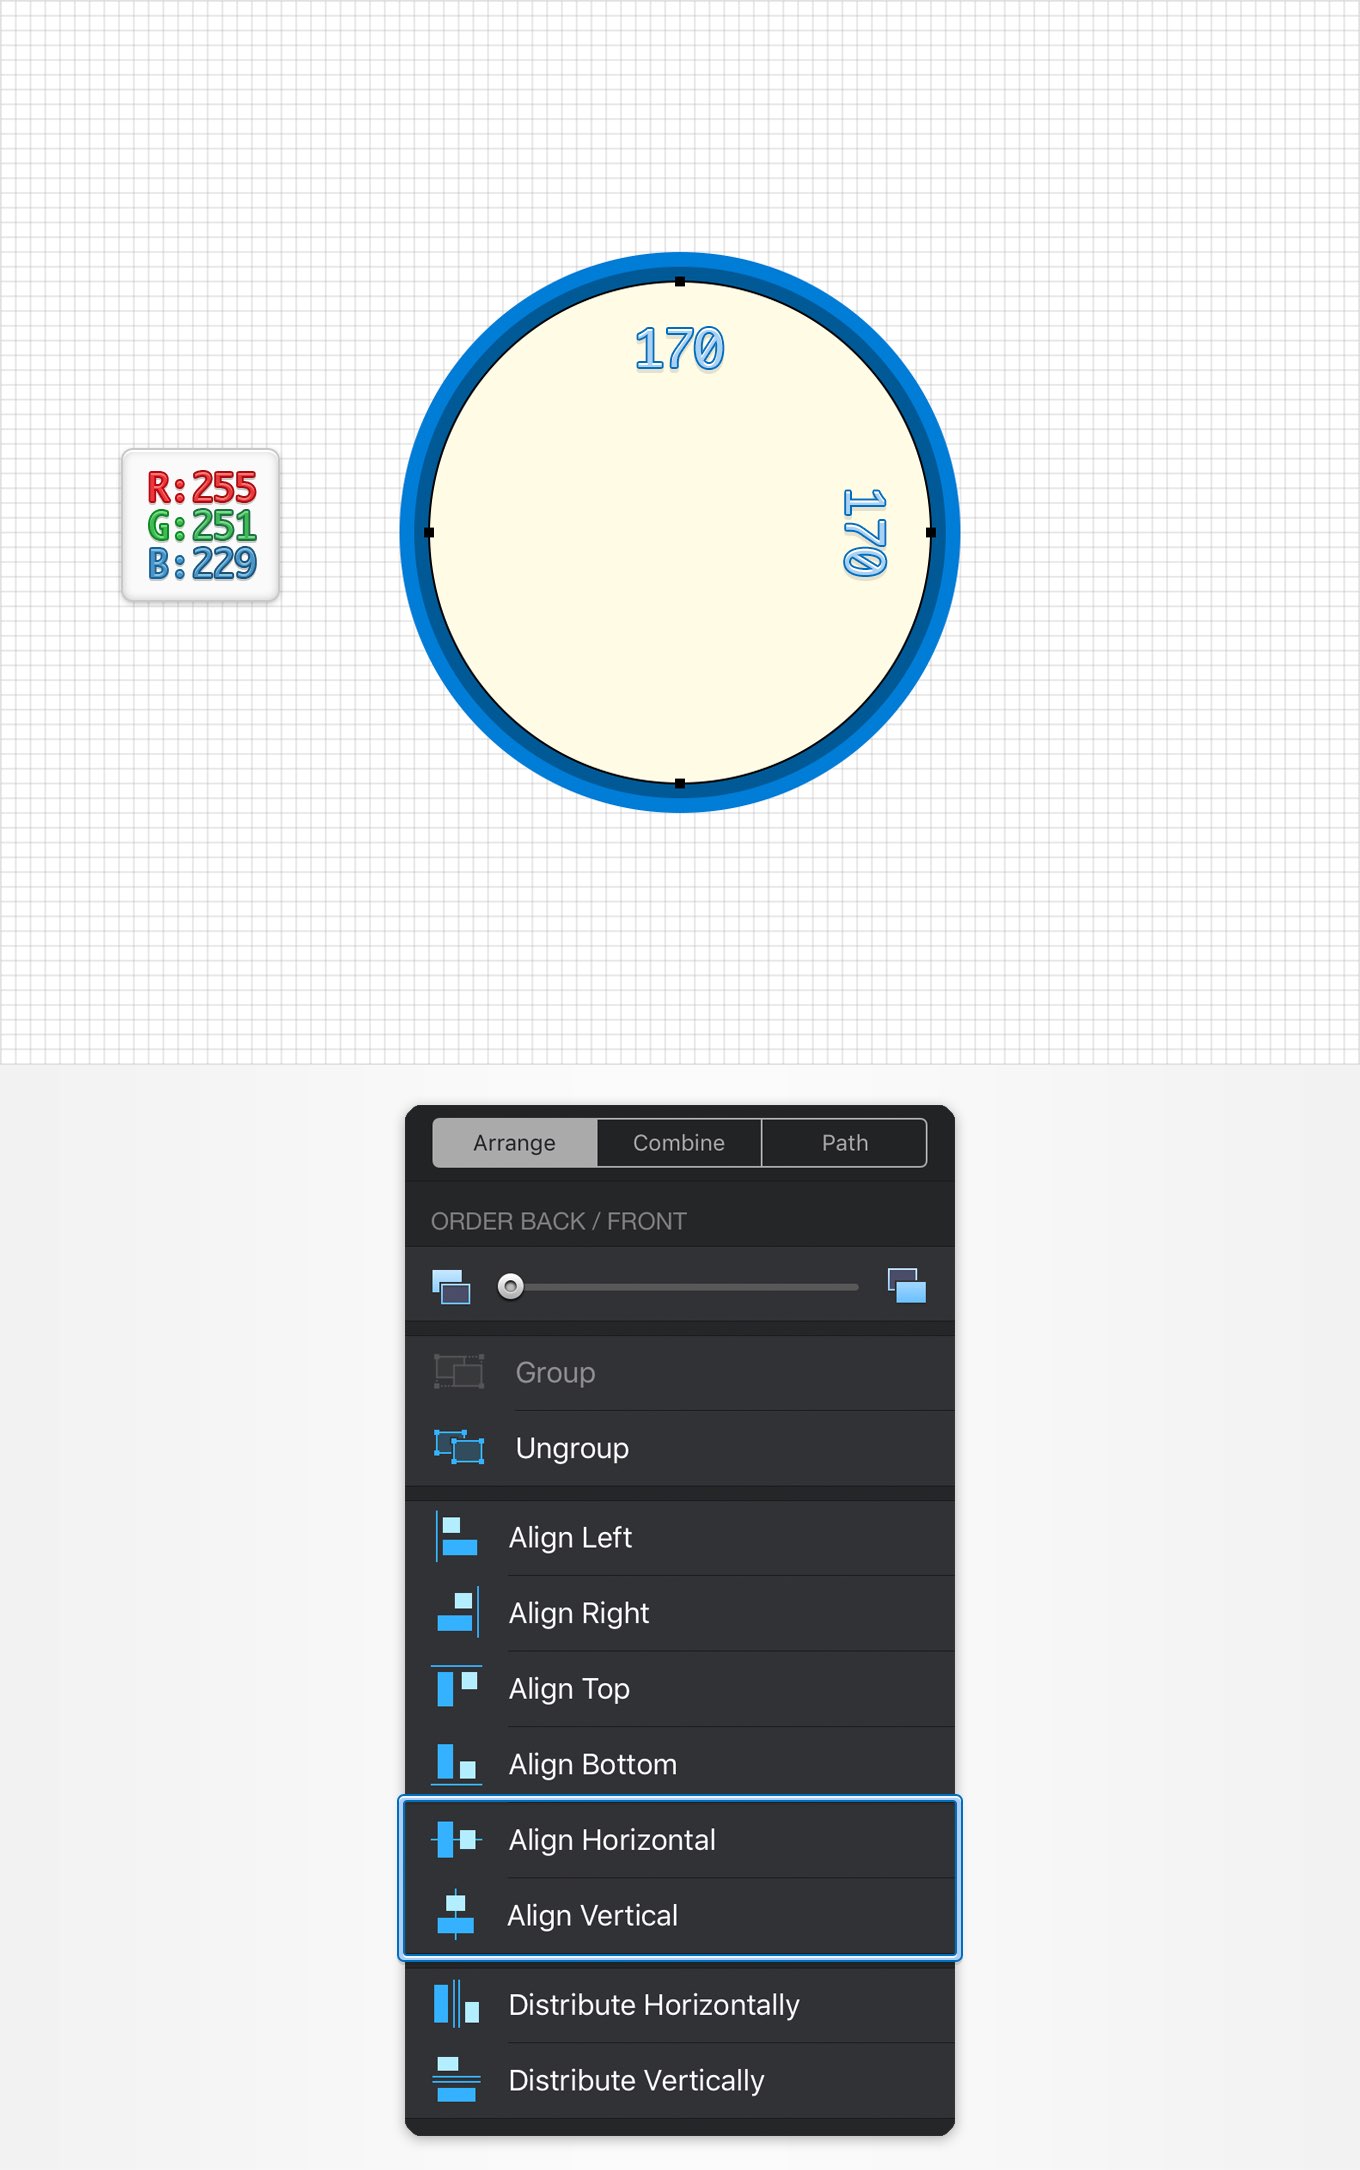 170
170
R:255
G:251
B:229
Arrange Combine Path
ORDER BACK / FRONT
Group
Ungroup
Align Left
Align Right
Align Top
Align Bottom
Align Horizontal
Align Vertical
Distribute Horizontally
Distribute Vertically